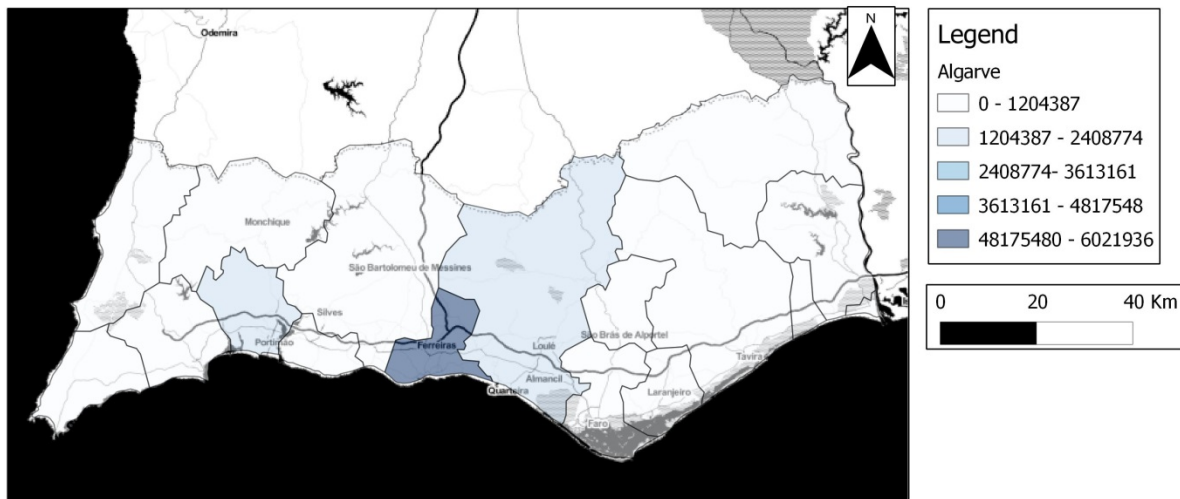 Odemira
N
Monchique
São Bartolomeu de Messines
Silves
Portimão
Ferreiras
Loulé
São Brás de Alportel
Almancil
Quarteira
Tavira
Laranjeiro
Faro
Legend
Algarve
0 - 1204387
1204387 - 2408774
2408774- 3613161
3613161 - 4817548
48175480 - 6021936
0 20 40 Km